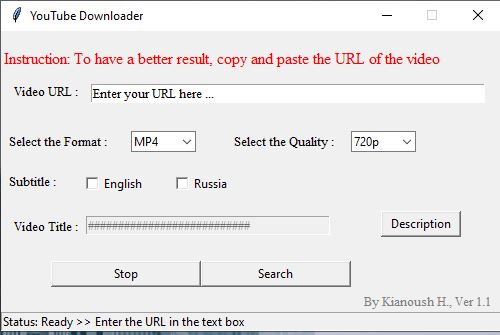 YouTube Downloader
Instruction: To have a better result, copy and paste the URL of the video
Video URL : Enter your URL here ...
Select the Format : MP4 Select the Quality : 720p
Subtitle : English Russia
Video Title : ########################### Description
Stop Search
By Kianoush H., Ver 1.1
Status: Ready >> Enter the URL in the text box